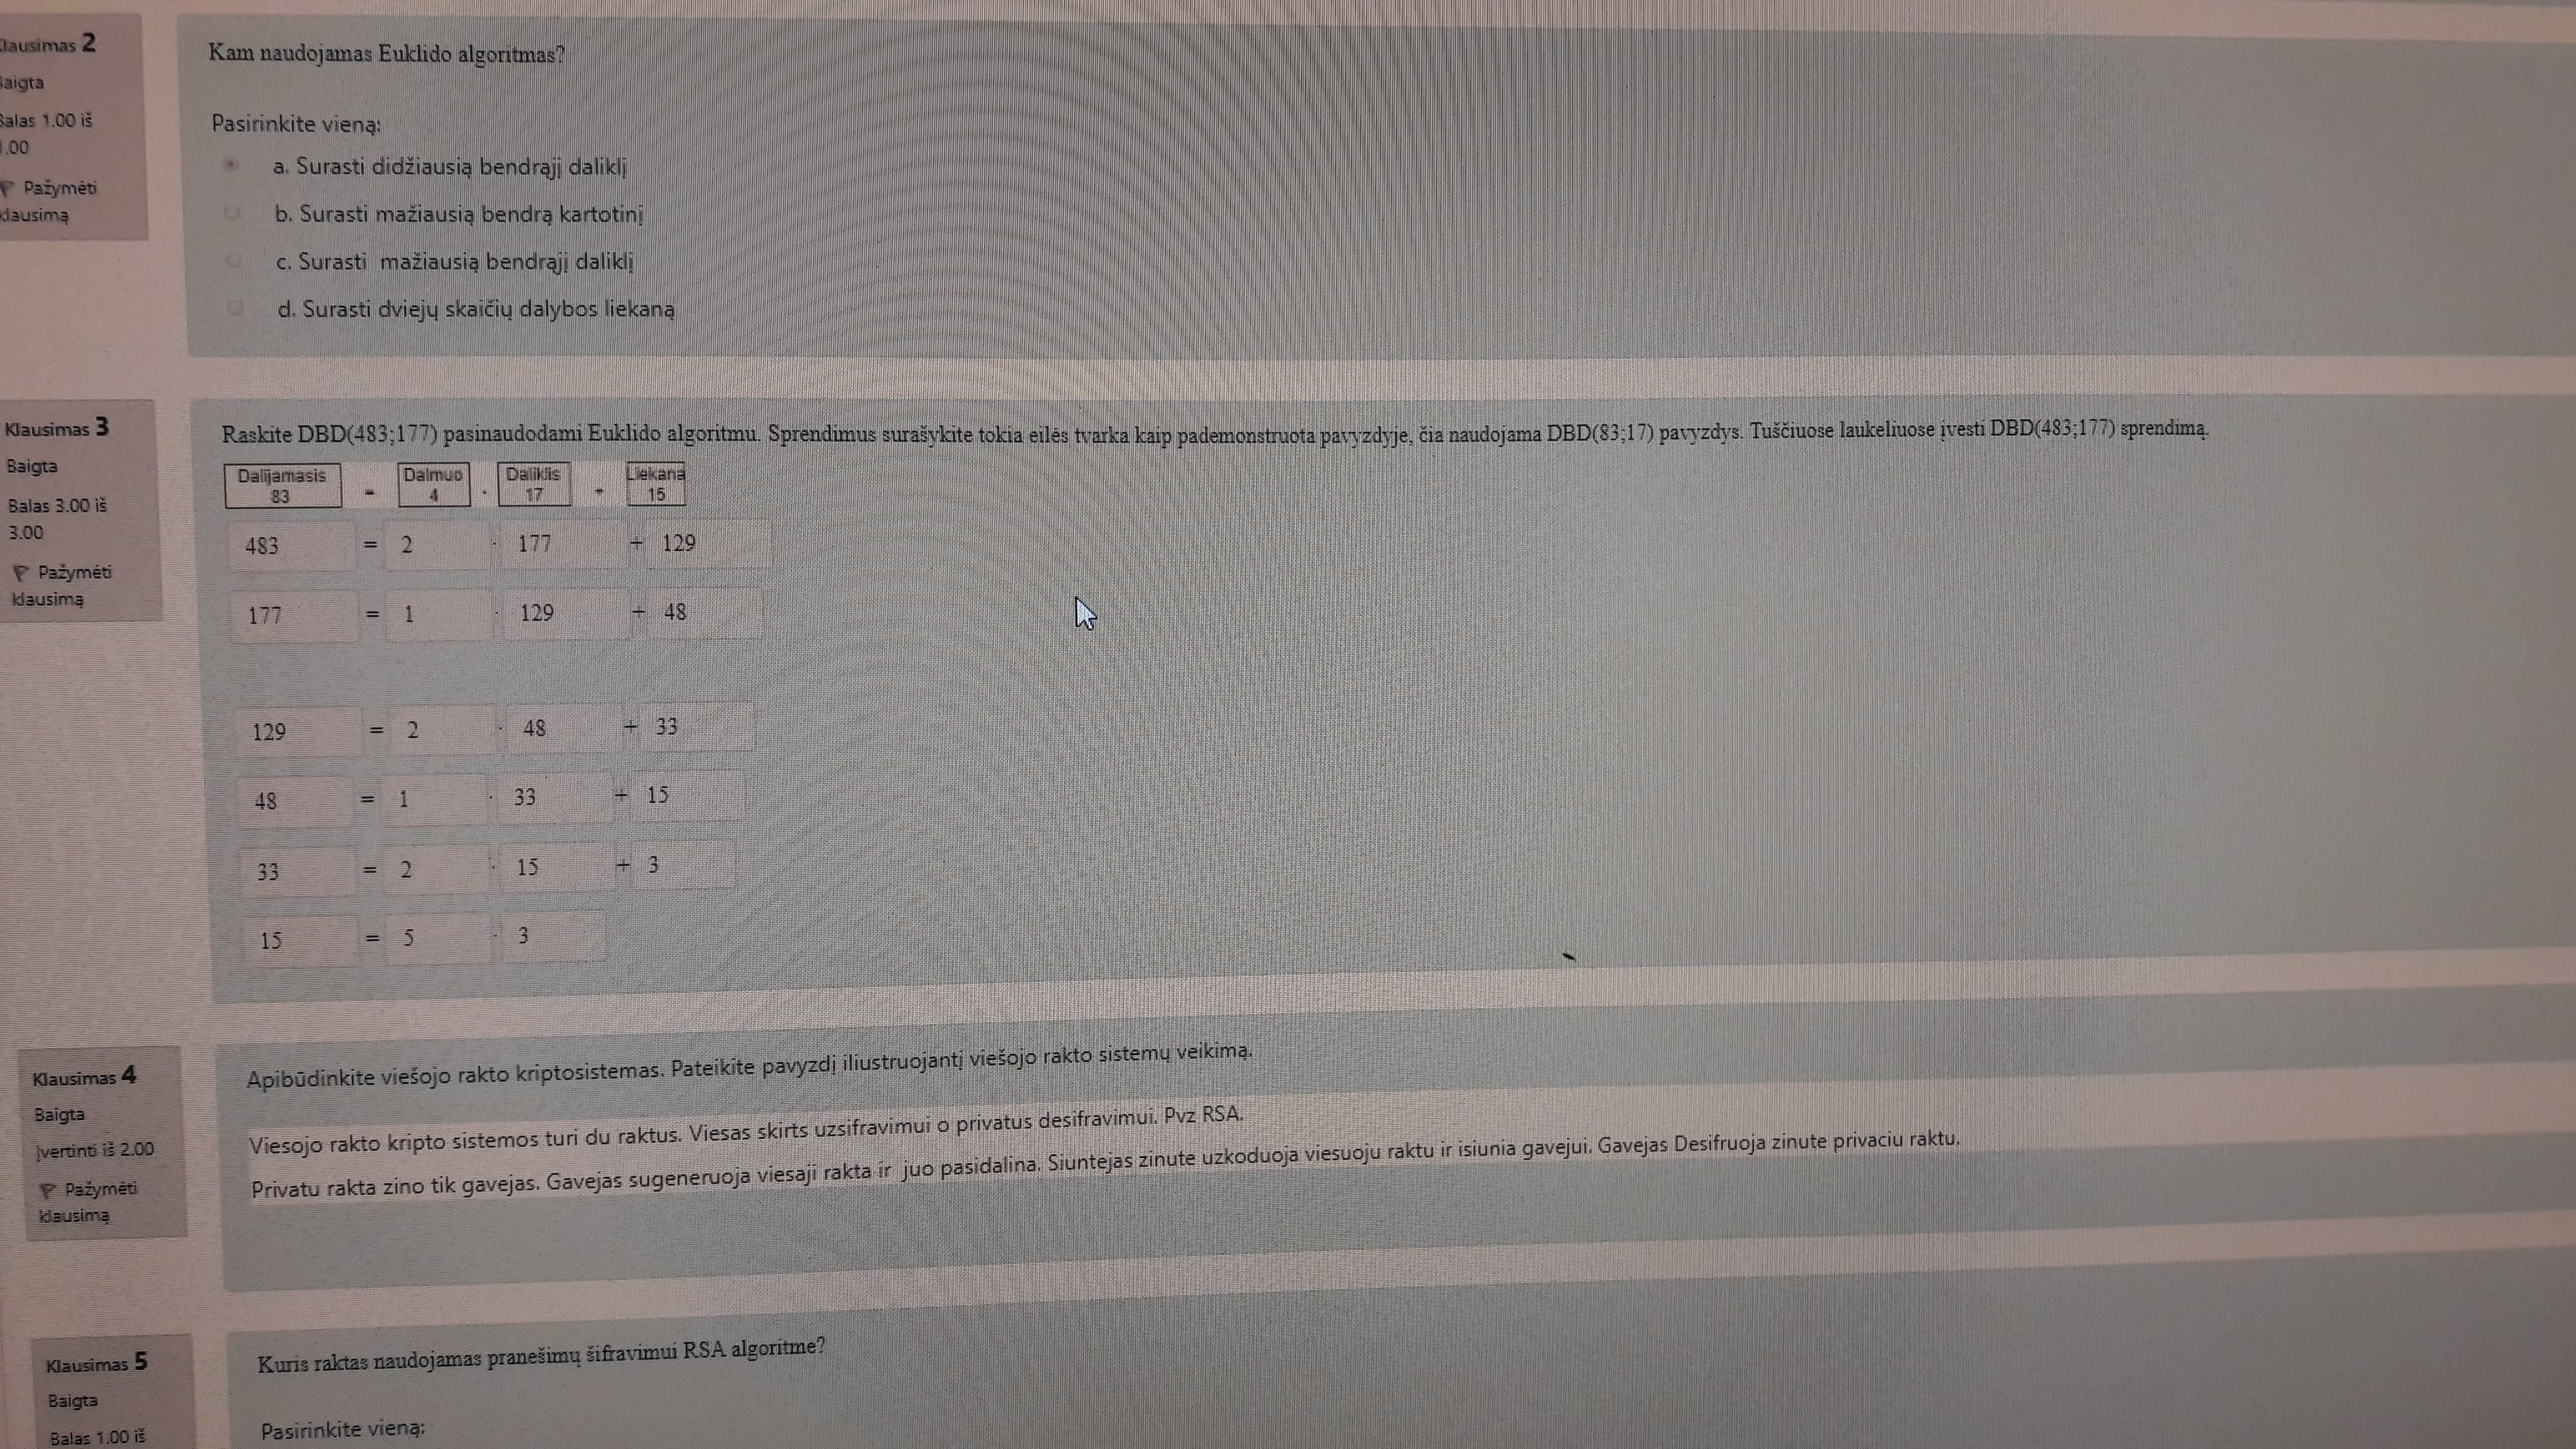 Klausimas 2
Baigta
Balas 1.00 iš
1.00
Pažymėti
klausimą
Kam naudojamas Euklido algoritmas?
Pasirinkite vieną:
a. Surasti didžiausią bendrąjį daliklį
b. Surasti mažiausią bendrą kartotinį
c. Surasti mažiausią bendrąjį daliklį
d. Surasti dviejų skaičių dalybos liekaną
Klausimas 3
Baigta
Balas 3.00 iš
3.00
Pažymėti
klausimą
Raskite DBD(483;177) pasinaudodami Euklido algoritmu. Sprendimus surašykite tokia eilės tvarka kaip pademonstruota pavyzdyje, čia naudojama DBD(83;17) pavyzdys. Tuščiuose laukeliuose įvesti DBD(483;177) sprendimą.
Dalijamasis Dalmuo Daliklis Liekana
83 = 4 · 17 + 15
483 = 2 · 177 + 129
177 = 1 · 129 + 48
129 = 2 · 48 + 33
48 = 1 · 33 + 15
33 = 2 · 15 + 3
15 = 5 · 3
Klausimas 4
Baigta
Įvertinti iš 2.00
Pažymėti
klausimą
Apibūdinkite viešojo rakto kriptosistemas. Pateikite pavyzdį iliustruojantį viešojo rakto sistemų veikimą.
Viesojo rakto kripto sistemos turi du raktus. Viesas skirts uzsifravimui o privatus desifravimui. Pvz RSA.
Privatu rakta zino tik gavejas. Gavejas sugeneruoja viesaji rakta ir juo pasidalina. Siuntejas zinute uzkoduoja viesuoju raktu ir isiunia gavejui. Gavejas Desifruoja zinute privaciu raktu.
Klausimas 5
Baigta
Balas 1.00 iš
Kuris raktas naudojamas pranešimų šifravimui RSA algoritme?
Pasirinkite vieną: